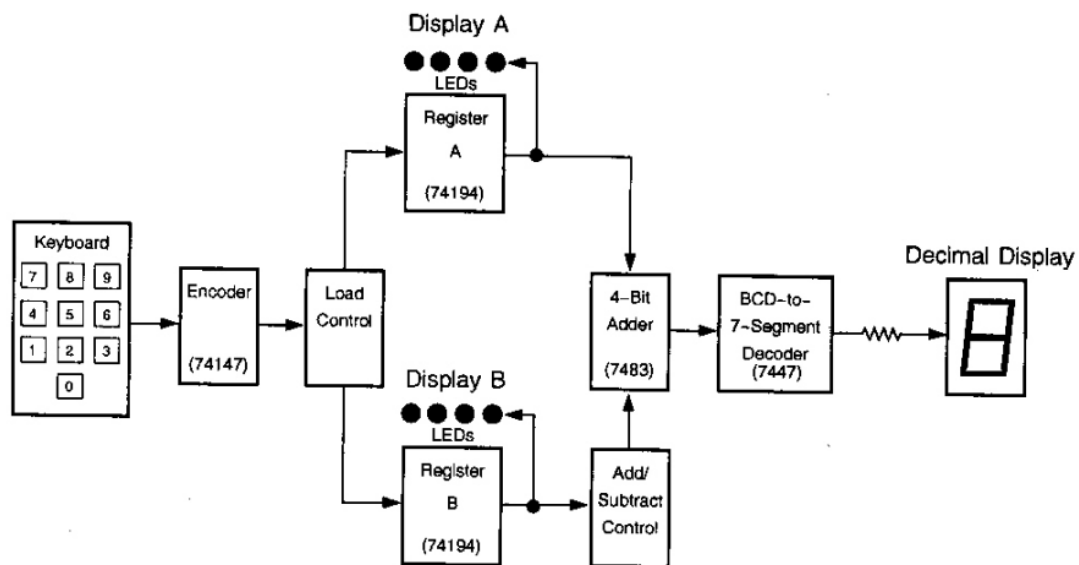 Display A
LEDs
Register
A
(74194)
Keyboard
7 8 9
4 5 6
1 2 3
0
Encoder
(74147)
Load
Control
4-Bit
Adder
(7483)
BCD-to-
7-Segment
Decoder
(7447)
Decimal Display
Display B
LEDs
Register
B
(74194)
Add/
Subtract
Control